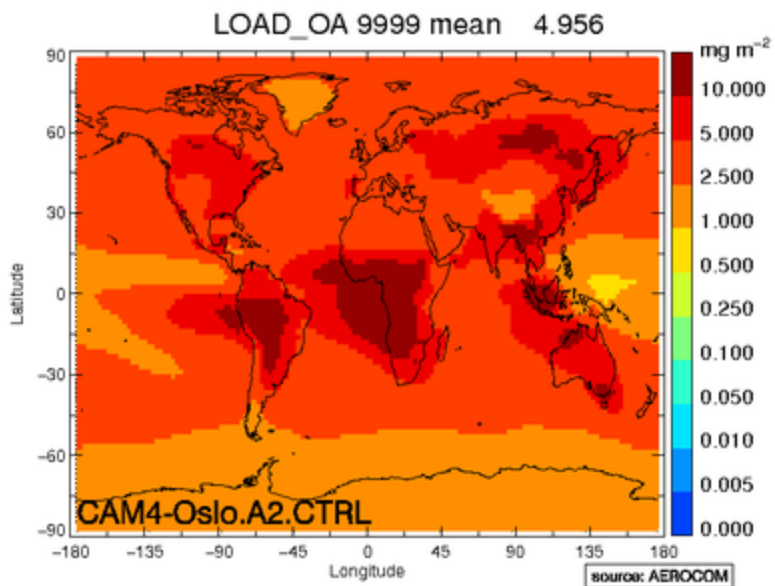 LOAD_OA 9999 mean 4.956
mg m-2
90
60
30
0
-30
-60
-90
Latitude
10.000
5.000
2.500
1.000
0.500
0.250
0.100
0.050
0.010
0.005
0.000
CAM4-Oslo.A2.CTRL
-180 -135 -90 -45 0 45 90 135 180
Longitude
source: AEROCOM